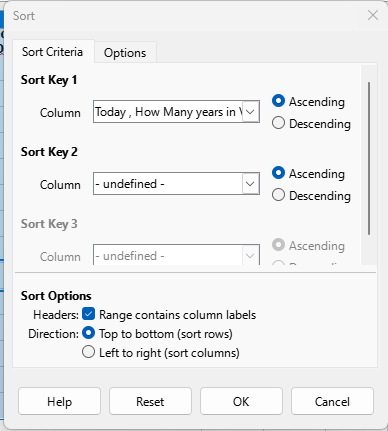 Sort
Sort Criteria
Options
Sort Key 1
Column
Today , How Many years in
Ascending
Descending
Sort Key 2
Column
- undefined -
Ascending
Descending
Sort Key 3
Column
- undefined -
Ascending
Sort Options
Headers:
Range contains column labels
Direction:
Top to bottom (sort rows)
Left to right (sort columns)
Help
Reset
OK
Cancel